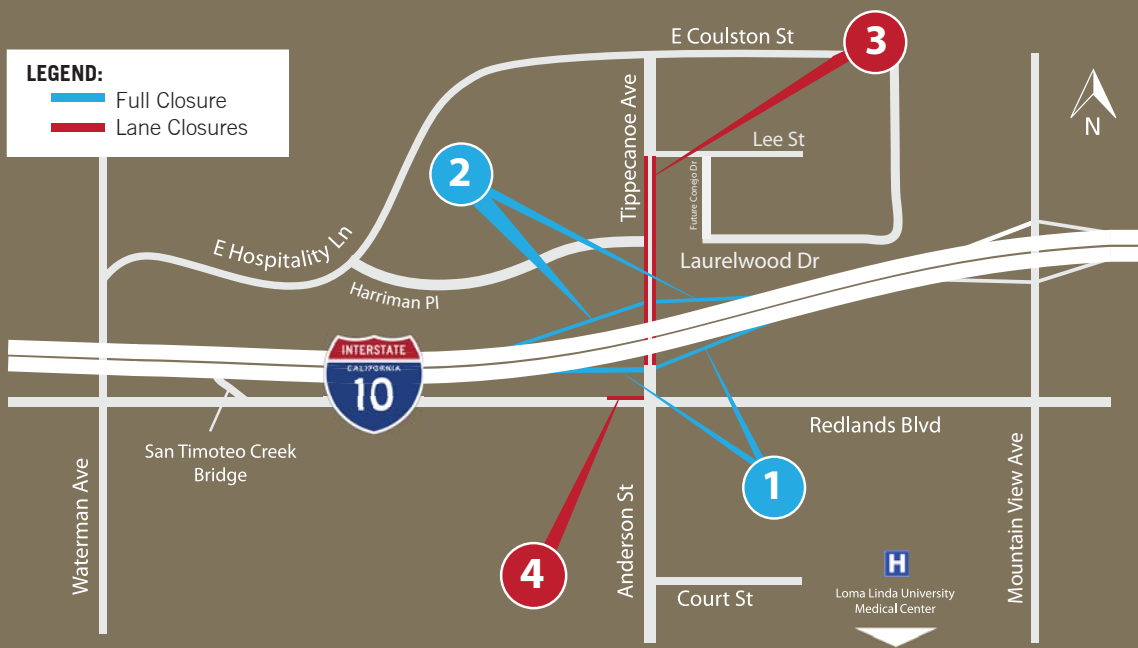 E Coulston St
3
LEGEND:
Full Closure
Lane Closures
Tippecanoe Ave
N
Lee St
2
Future Conejo Dr
E Hospitality Ln
Laurelwood Dr
Harriman Pl
INTERSTATE
CALIFORNIA
10
Redlands Blvd
San Timoteo Creek
Bridge
Waterman Ave
1
Anderson St
Mountain View Ave
4
H
Court St
Loma Linda University
Medical Center